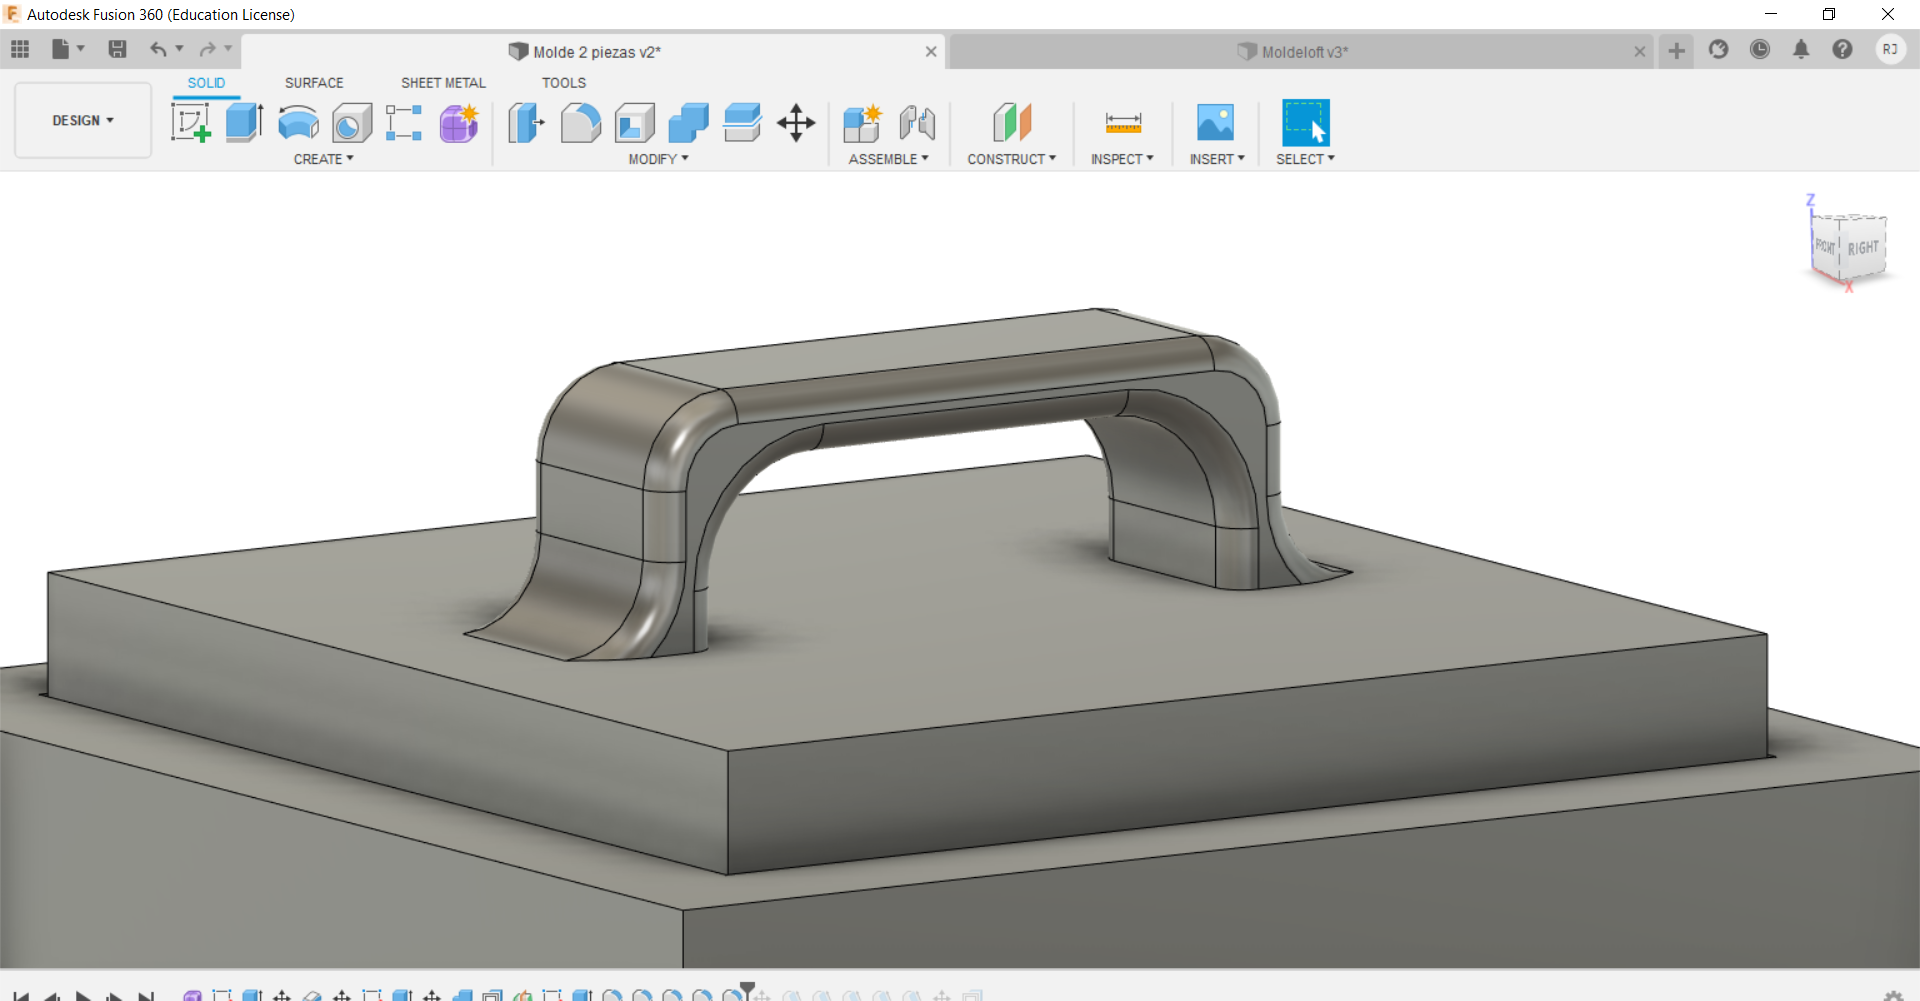 Autodesk Fusion 360 (Education License)
Molde 2 piezas v2*
Moldeloft v3*
RJ
SOLID
SURFACE
SHEET METAL
TOOLS
DESIGN
CREATE
MODIFY
ASSEMBLE
CONSTRUCT
INSPECT
INSERT
SELECT
Z
FRONT
RIGHT
X